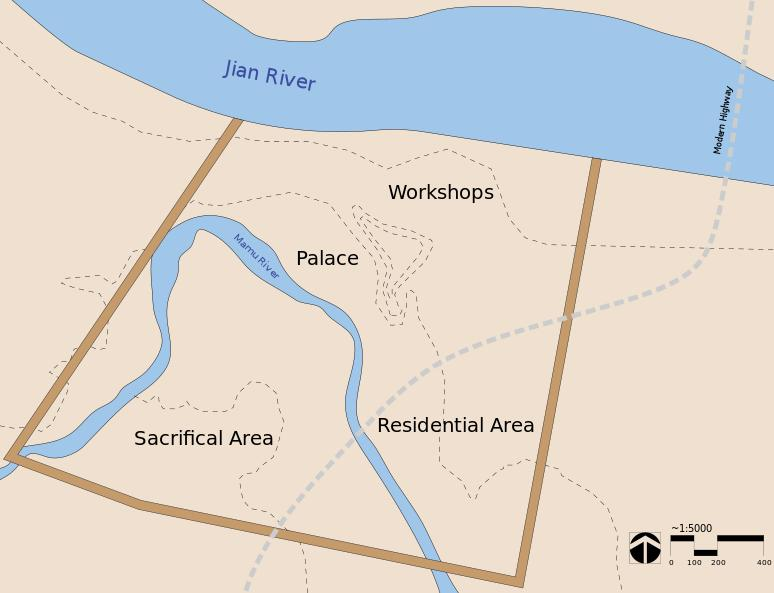 Jian River
Modern Highway
Workshops
Mamu River
Palace
Residential Area
Sacrifical Area
~1:5000
0 100 200 400